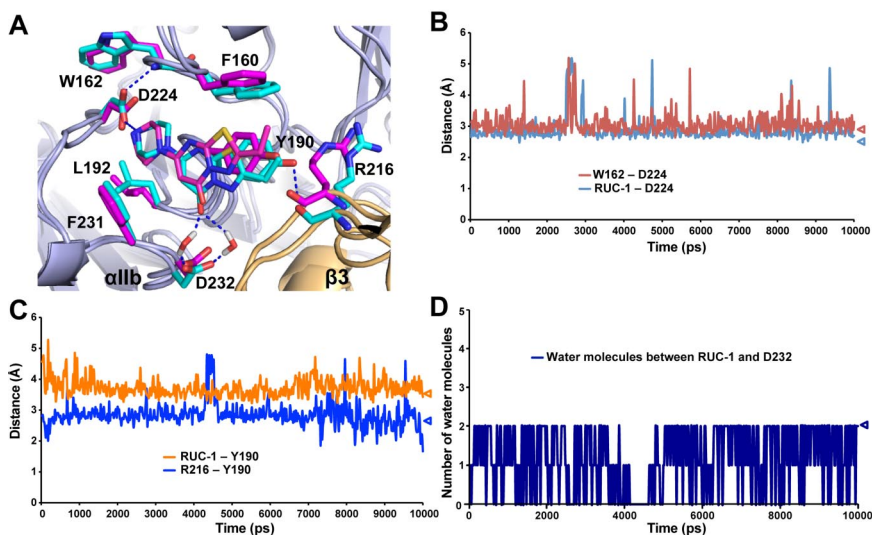 A
W162
F160
D224
Y190
L192
R216
F231
αIIb
D232
β3
B
Distance (Å)
6
5
4
3
2
1
0
W162 – D224
RUC-1 – D224
0 1000 2000 3000 4000 5000 6000 7000 8000 9000 10000
Time (ps)
C
Distance (Å)
6
5
4
3
2
1
0
RUC-1 – Y190
R216 – Y190
0 1000 2000 3000 4000 5000 6000 7000 8000 9000 10000
Time (ps)
D
Number of water molecules
5
4
3
2
1
0
Water molecules between RUC-1 and D232
0 2000 4000 6000 8000 10000
Time (ps)